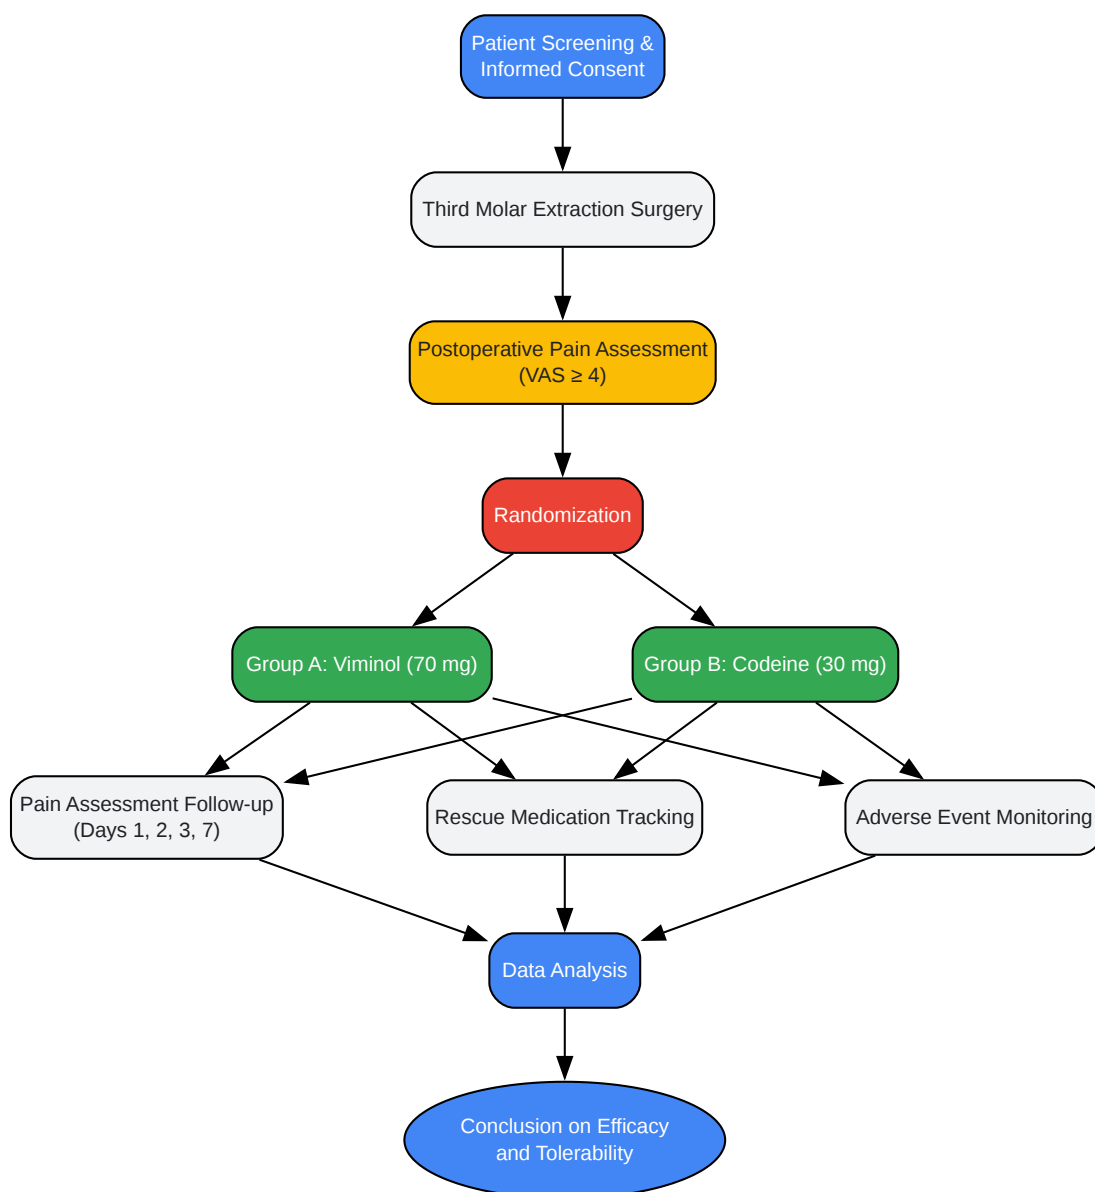 Patient Screening &
Informed Consent
Third Molar Extraction Surgery
Postoperative Pain Assessment
(VAS ≥ 4)
Randomization
Group A: Viminol (70 mg)
Group B: Codeine (30 mg)
Pain Assessment Follow-up
(Days 1, 2, 3, 7)
Rescue Medication Tracking
Adverse Event Monitoring
Data Analysis
Conclusion on Efficacy
and Tolerability